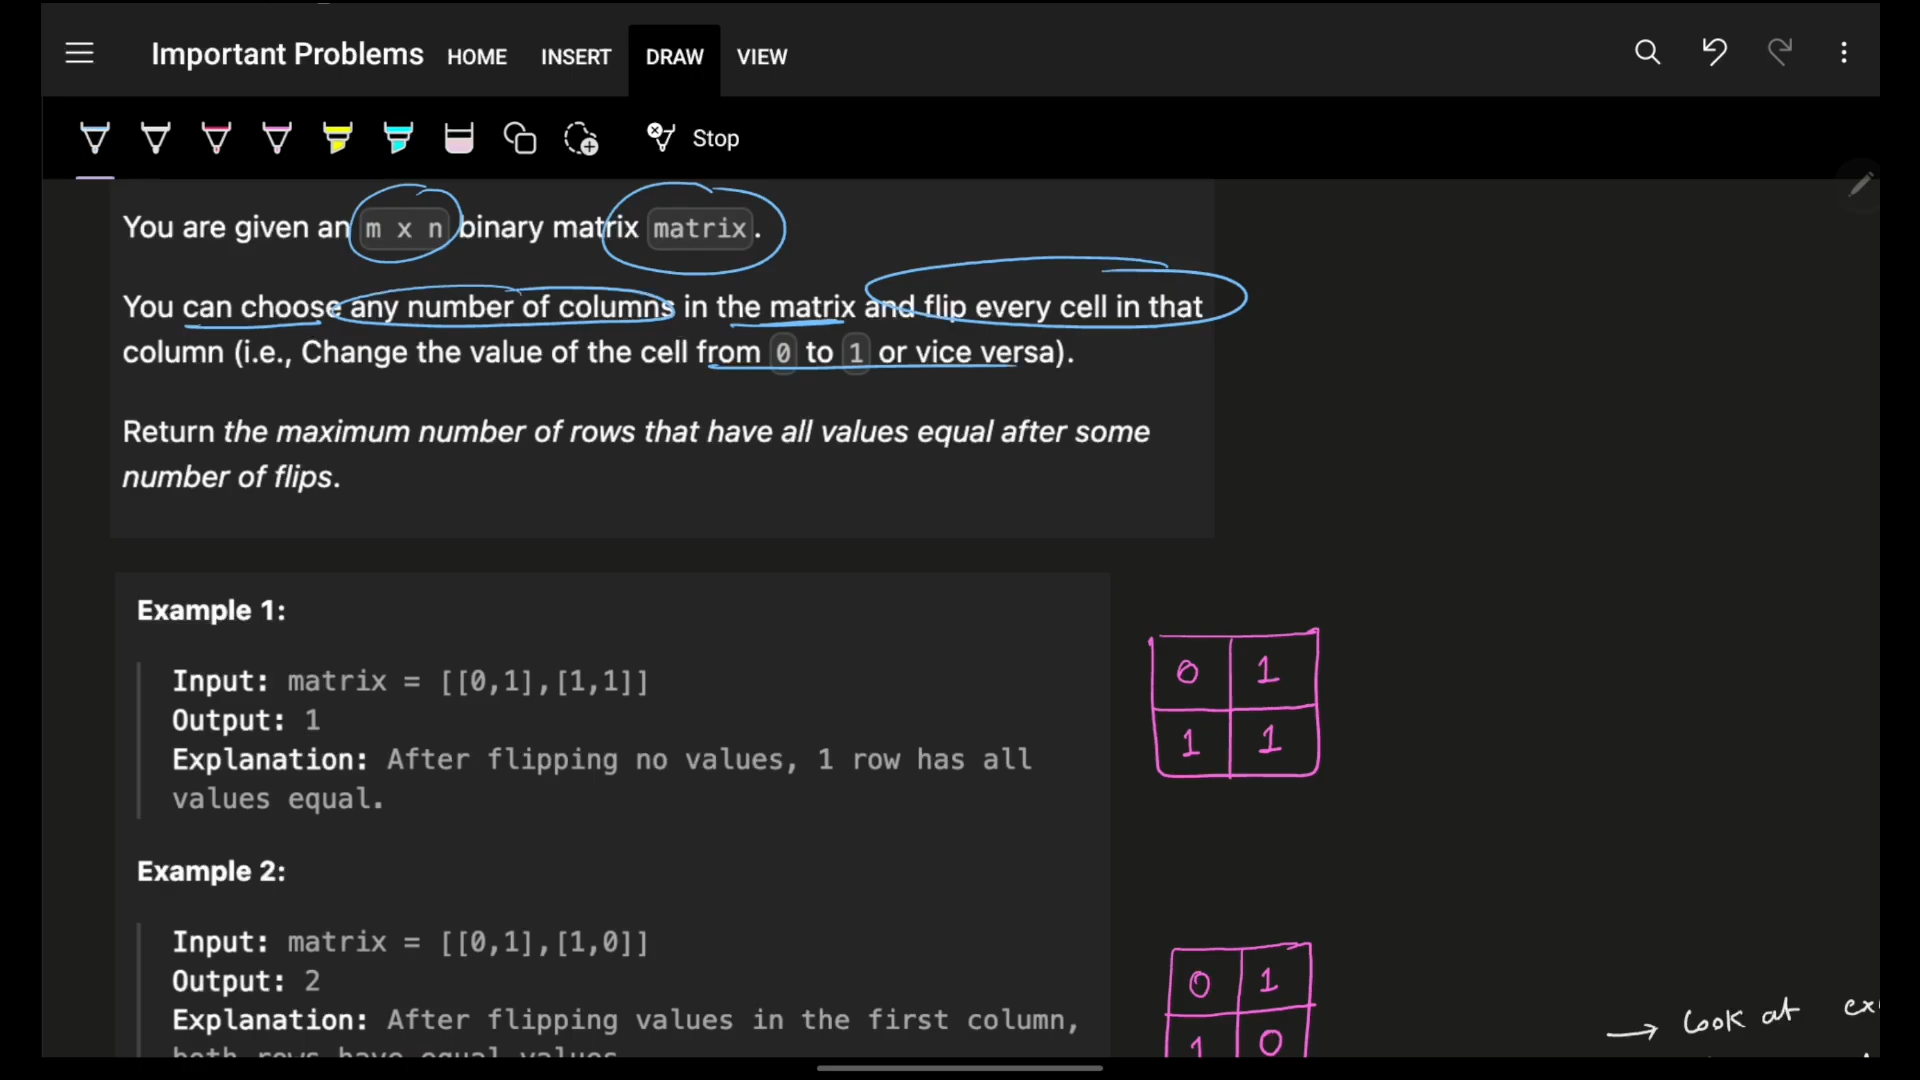 Important Problems HOME INSERT DRAW VIEW
Stop
You are given an m x n binary matrix matrix.
You can choose any number of columns in the matrix and flip every cell in that
column (i.e., Change the value of the cell from 0 to 1 or vice versa).
Return the maximum number of rows that have all values equal after some
number of flips.
Example 1:
Input: matrix = [[0,1],[1,1]]
Output: 1
Explanation: After flipping no values, 1 row has all
values equal.
0 1
1 1
Example 2:
Input: matrix = [[0,1],[1,0]]
Output: 2
Explanation: After flipping values in the first column,
both rows have equal values.
0 1
1 0
→ Look at